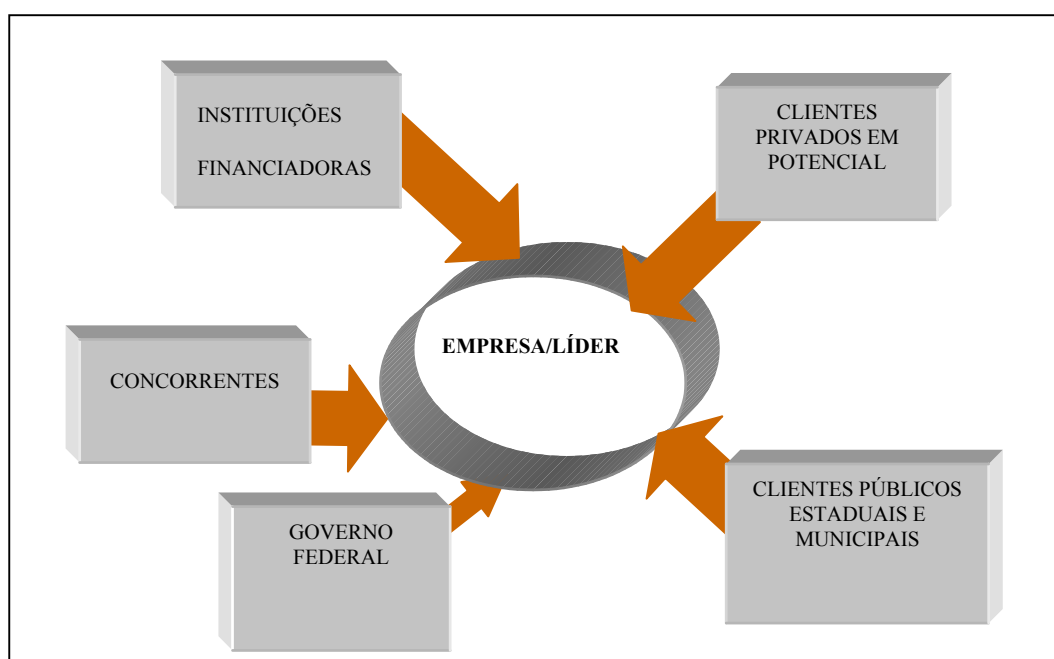 INSTITUIÇÕES
FINANCIADORAS
CLIENTES
PRIVADOS EM
POTENCIAL
EMPRESA/LÍDER
CONCORRENTES
GOVERNO
FEDERAL
CLIENTES PÚBLICOS
ESTADUAIS E
MUNICIPAIS